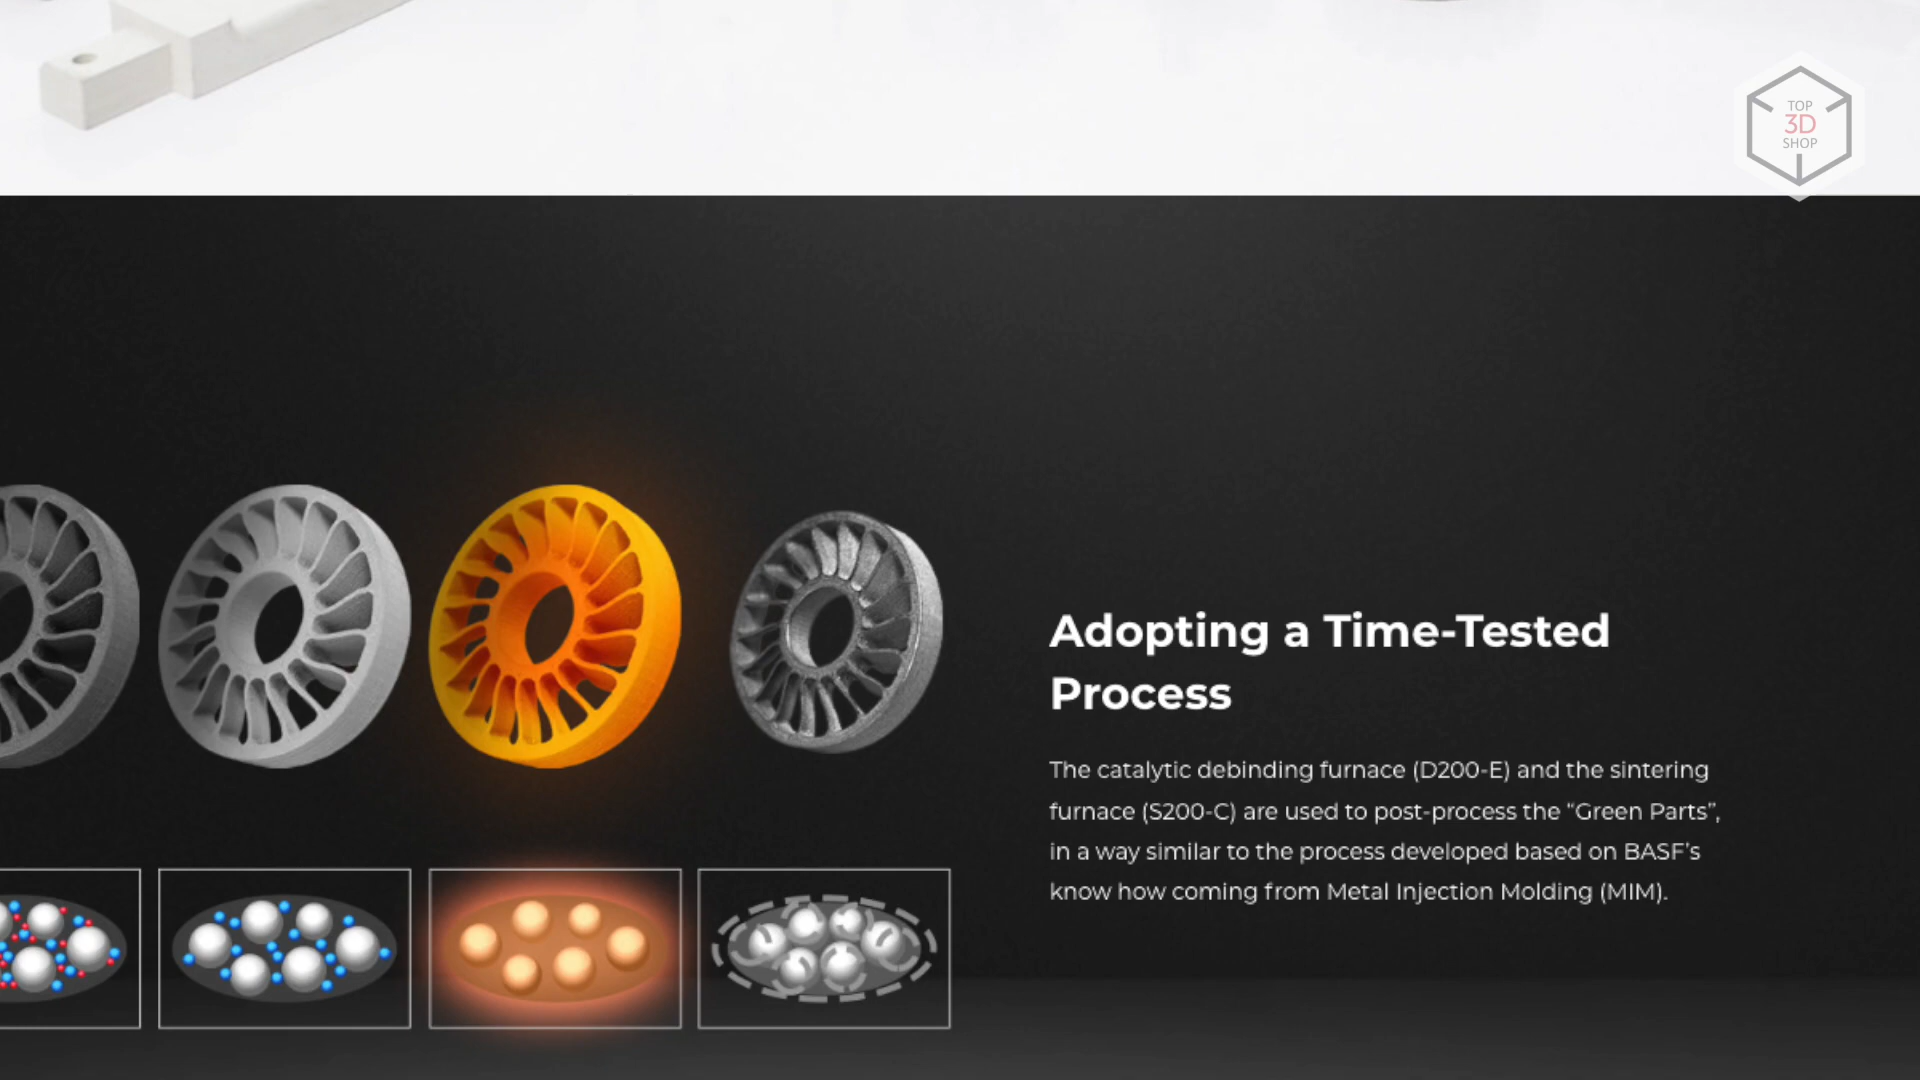 TOP
3D
SHOP
Adopting a Time-Tested
Process
The catalytic debinding furnace (D200-E) and the sintering
furnace (S200-C) are used to post-process the “Green Parts”,
in a way similar to the process developed based on BASF’s
know how coming from Metal Injection Molding (MIM).